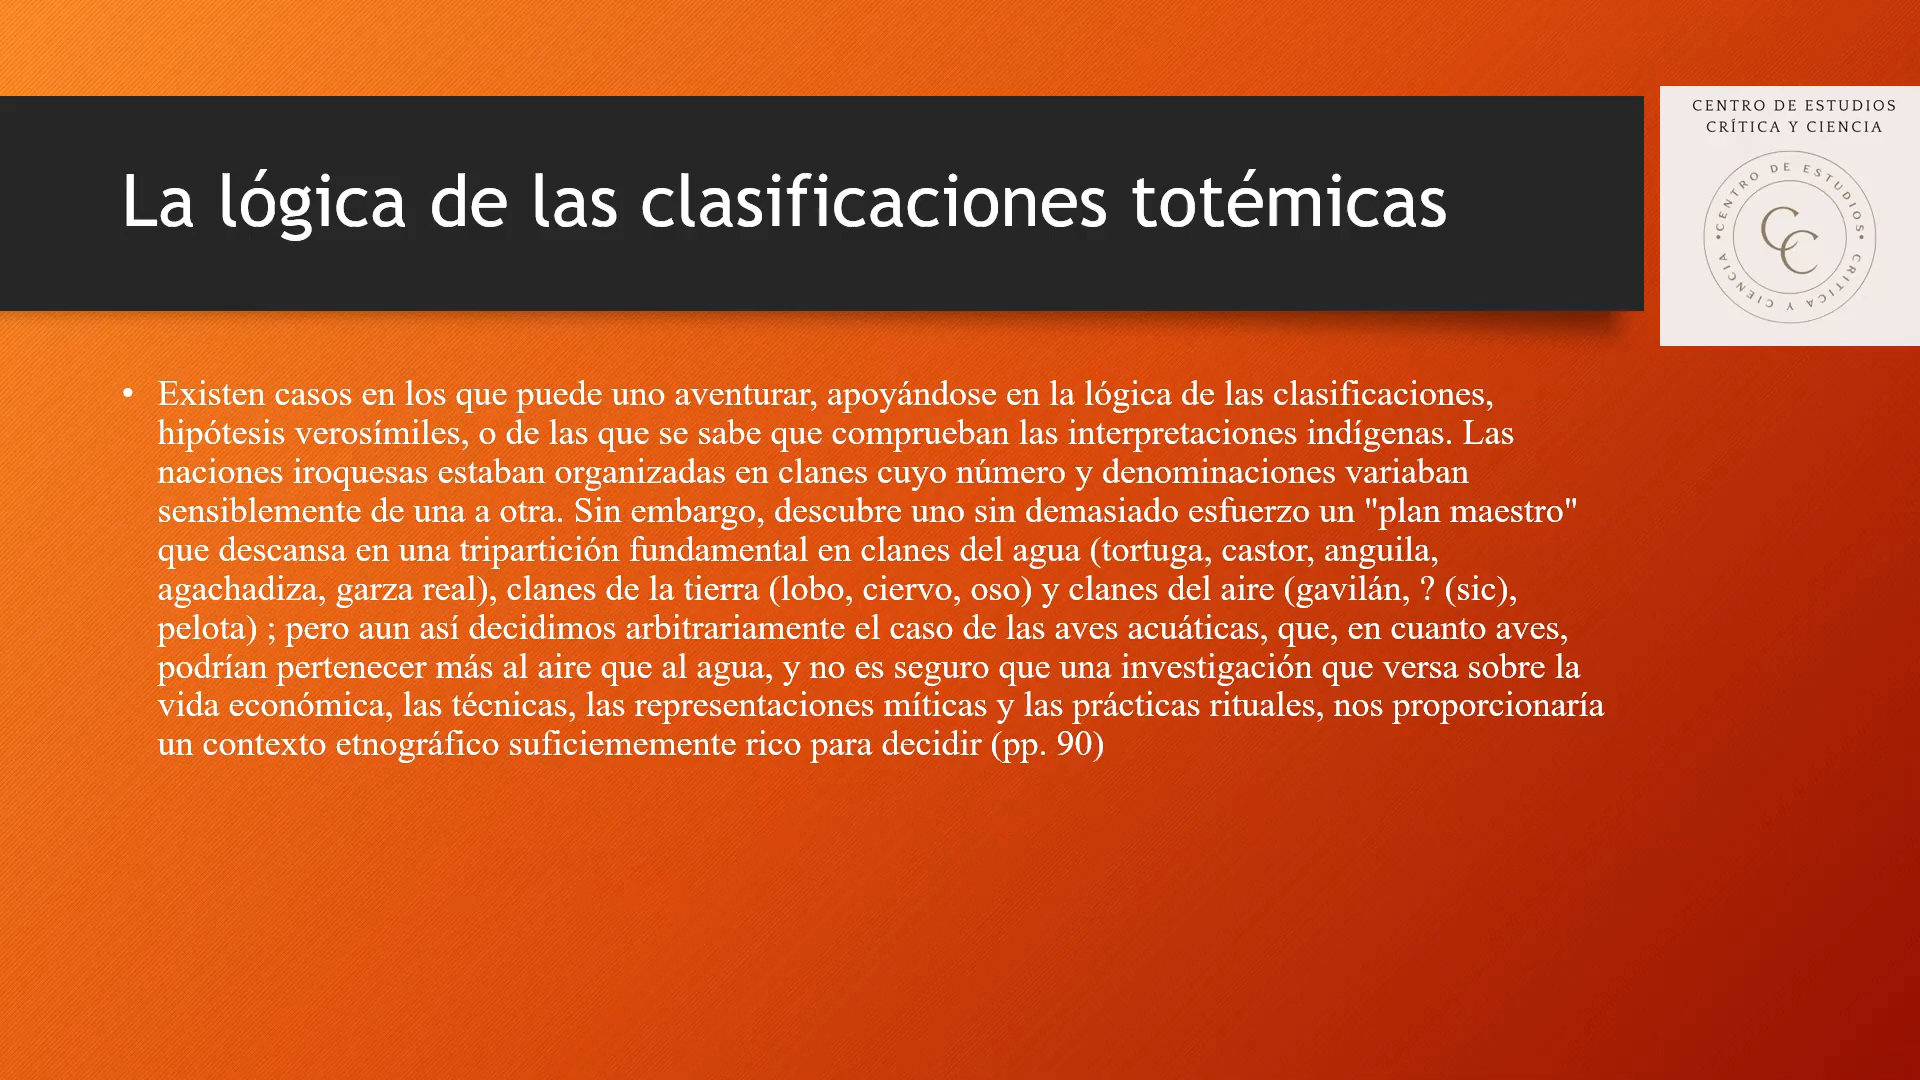 CENTRO DE ESTUDIOS
CRÍTICA Y CIENCIA
CENTRO DE ESTUDIOS
CRITICA Y CIENCIA
CC
La lógica de las clasificaciones totémicas
• Existen casos en los que puede uno aventurar, apoyándose en la lógica de las clasificaciones,
hipótesis verosímiles, o de las que se sabe que comprueban las interpretaciones indígenas. Las
naciones iroquesas estaban organizadas en clanes cuyo número y denominaciones variaban
sensiblemente de una a otra. Sin embargo, descubre uno sin demasiado esfuerzo un "plan maestro"
que descansa en una tripartición fundamental en clanes del agua (tortuga, castor, anguila,
agachadiza, garza real), clanes de la tierra (lobo, ciervo, oso) y clanes del aire (gavilán, ? (sic),
pelota) ; pero aun así decidimos arbitrariamente el caso de las aves acuáticas, que, en cuanto aves,
podrían pertenecer más al aire que al agua, y no es seguro que una investigación que versa sobre la
vida económica, las técnicas, las representaciones míticas y las prácticas rituales, nos proporcionaría
un contexto etnográfico suficiememente rico para decidir (pp. 90)